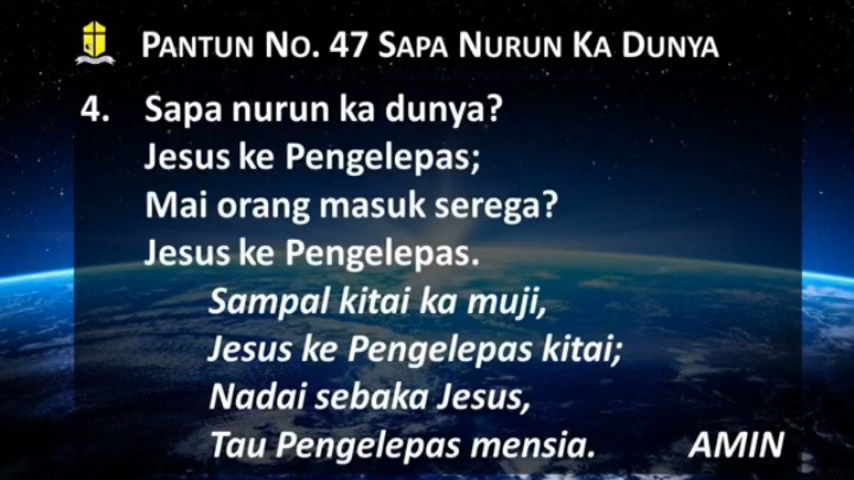 PANTUN NO. 47 SAPA NURUN KA DUNYA
4. Sapa nurun ka dunya?
Jesus ke Pengelepas;
Mai orang masuk serega?
Jesus ke Pengelepas.
Sampal kitai ka muji,
Jesus ke Pengelepas kitai;
Nadai sebaka Jesus,
Tau Pengelepas mensia. AMIN